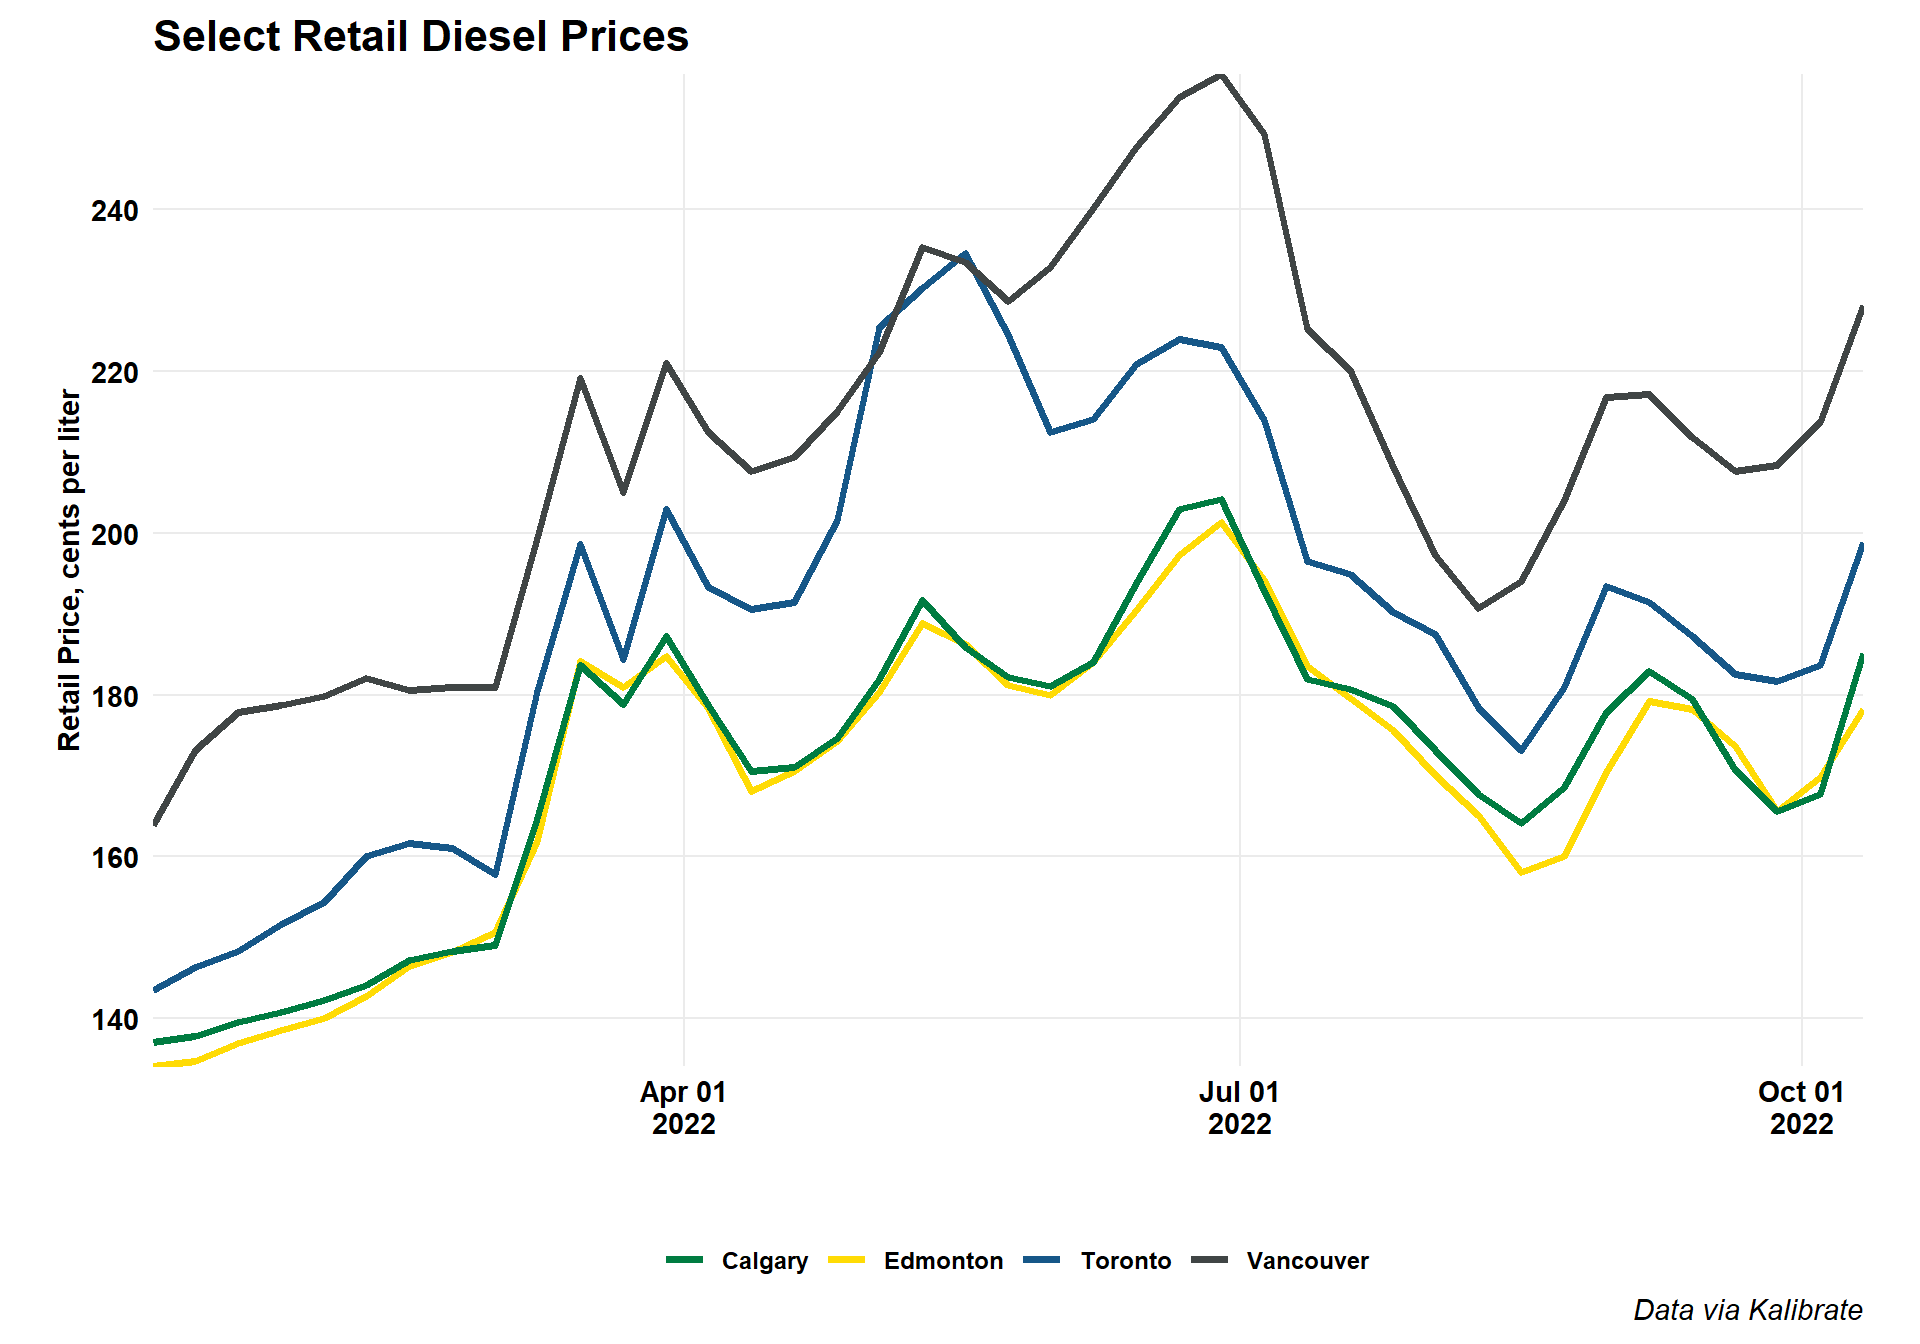 Select Retail Diesel Prices
Retail Price, cents per liter
240
220
200
180
160
140
Apr 01
2022
Jul 01
2022
Oct 01
2022
Calgary Edmonton Toronto Vancouver
Data via Kalibrate